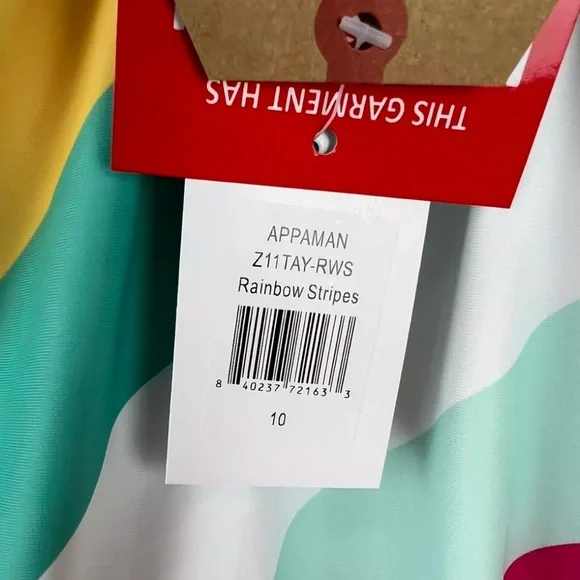 THIS GARMENT HAS
APPAMAN
Z11TAY-RWS
Rainbow Stripes
8 40237 72163 3
10